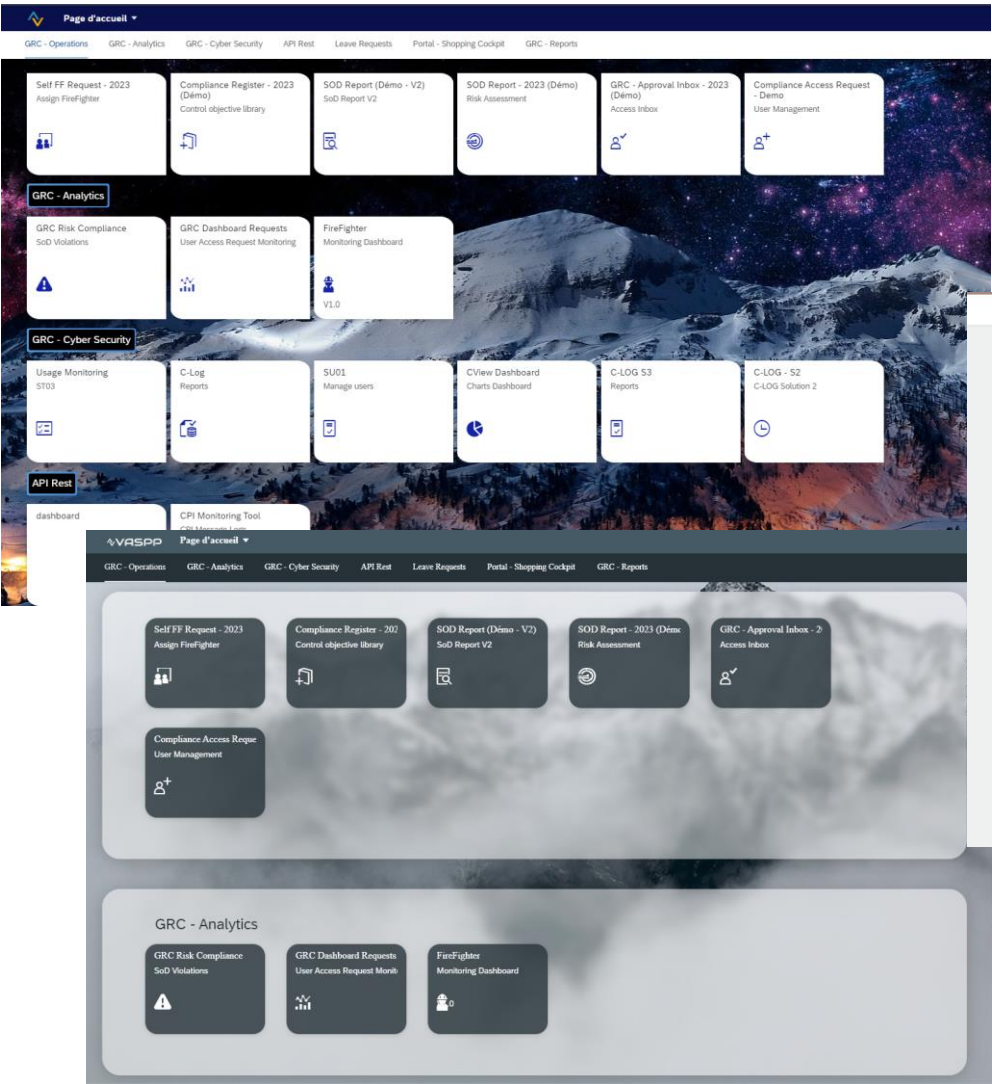 Page d'accueil
GRC - Operations GRC - Analytics GRC - Cyber Security API Rest Leave Requests Portal - Shopping Cockpit GRC - Reports
Self FF Request - 2023
Assign FireFighter
Compliance Register - 2023
(Démo)
Control objective library
SOD Report (Démo - V2)
SoD Report V2
SOD Report - 2023 (Démo)
Risk Assessment
GRC - Approval Inbox - 2023
(Démo)
Access Inbox
Compliance Access Request
- Demo
User Management
GRC - Analytics
GRC Risk Compliance
SoD Violations
GRC Dashboard Requests
User Access Request Monitoring
FireFighter
Monitoring Dashboard
V1.0
GRC - Cyber Security
Usage Monitoring
ST03
C-Log
Reports
SU01
Manage users
CView Dashboard
Charts Dashboard
C-LOG S3
Reports
C-LOG - S2
C-LOG Solution 2
API Rest
dashboard
CPI Monitoring Tool
CPI Message Logs
VASPP Page d'accueil
GRC - Operations GRC - Analytics GRC - Cyber Security API Rest Leave Requests Portal - Shopping Cockpit GRC - Reports
Self FF Request - 2023
Assign FireFighter
Compliance Register - 202
Control objective library
SOD Report (Démo - V2)
SoD Report V2
SOD Report - 2023 (Démo
Risk Assessment
GRC - Approval Inbox - 2
Access Inbox
Compliance Access Reque
User Management
GRC - Analytics
GRC Risk Compliance
SoD Violations
GRC Dashboard Requests
User Access Request Monit
FireFighter
Monitoring Dashboard
0